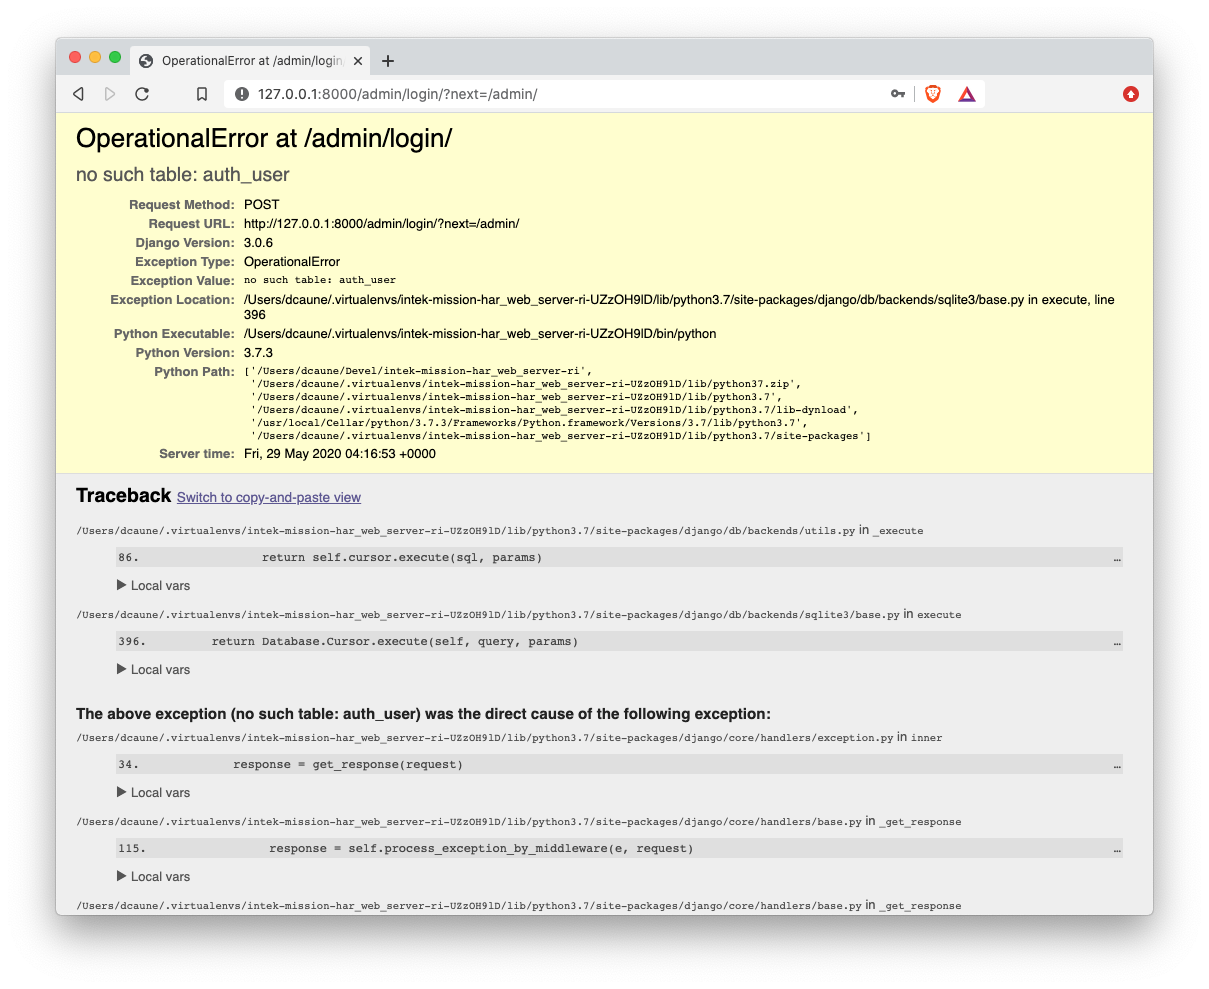 OperationalError at /admin/login
127.0.0.1:8000/admin/login/?next=/admin/
OperationalError at /admin/login/
no such table: auth_user
Request Method: POST
Request URL: http://127.0.0.1:8000/admin/login/?next=/admin/
Django Version: 3.0.6
Exception Type: OperationalError
Exception Value: no such table: auth_user
Exception Location: /Users/dcaune/.virtualenvs/intek-mission-har_web_server-ri-UZzOH9lD/lib/python3.7/site-packages/django/db/backends/sqlite3/base.py in execute, line
396
Python Executable: /Users/dcaune/.virtualenvs/intek-mission-har_web_server-ri-UZzOH9lD/bin/python
Python Version: 3.7.3
Python Path: ['/Users/dcaune/Devel/intek-mission-har_web_server-ri',
'/Users/dcaune/.virtualenvs/intek-mission-har_web_server-ri-UZzOH9lD/lib/python37.zip',
'/Users/dcaune/.virtualenvs/intek-mission-har_web_server-ri-UZzOH9lD/lib/python3.7',
'/Users/dcaune/.virtualenvs/intek-mission-har_web_server-ri-UZzOH9lD/lib/python3.7/lib-dynload',
'/usr/local/Cellar/python/3.7.3/Frameworks/Python.framework/Versions/3.7/lib/python3.7',
'/Users/dcaune/.virtualenvs/intek-mission-har_web_server-ri-UZzOH9lD/lib/python3.7/site-packages']
Server time: Fri, 29 May 2020 04:16:53 +0000
Traceback Switch to copy-and-paste view
/Users/dcaune/.virtualenvs/intek-mission-har_web_server-ri-UZzOH9lD/lib/python3.7/site-packages/django/db/backends/utils.py in _execute
86. return self.cursor.execute(sql, params) …
▶ Local vars
/Users/dcaune/.virtualenvs/intek-mission-har_web_server-ri-UZzOH9lD/lib/python3.7/site-packages/django/db/backends/sqlite3/base.py in execute
396. return Database.Cursor.execute(self, query, params) …
▶ Local vars
The above exception (no such table: auth_user) was the direct cause of the following exception:
/Users/dcaune/.virtualenvs/intek-mission-har_web_server-ri-UZzOH9lD/lib/python3.7/site-packages/django/core/handlers/exception.py in inner
34. response = get_response(request) …
▶ Local vars
/Users/dcaune/.virtualenvs/intek-mission-har_web_server-ri-UZzOH9lD/lib/python3.7/site-packages/django/core/handlers/base.py in _get_response
115. response = self.process_exception_by_middleware(e, request) …
▶ Local vars
/Users/dcaune/.virtualenvs/intek-mission-har_web_server-ri-UZzOH9lD/lib/python3.7/site-packages/django/core/handlers/base.py in _get_response